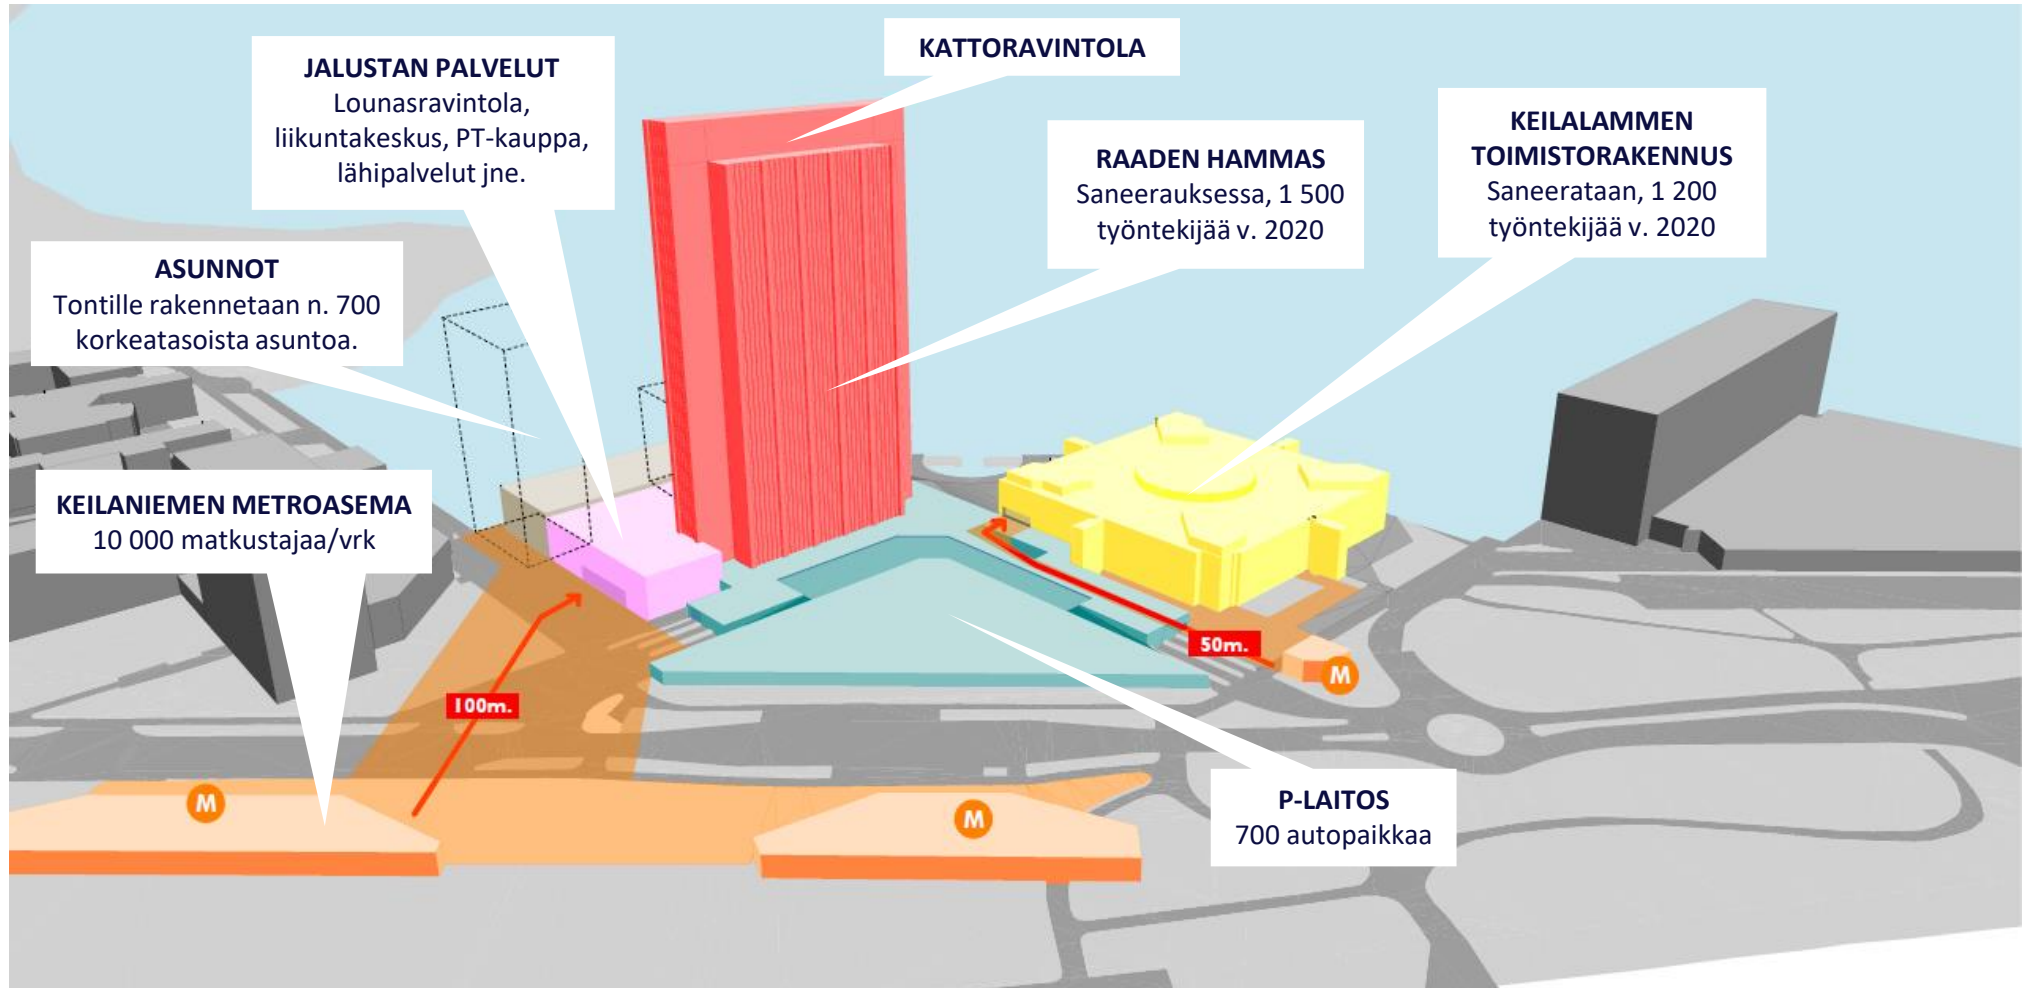 KATTORAVINTOLA
JALUSTAN PALVELUT
Lounasravintola,
liikuntakeskus, PT-kauppa,
lähipalvelut jne.
RAADEN HAMMAS
Saneerauksessa, 1 500
työntekijää v. 2020
KEILALAMMEN
TOIMISTORAKENNUS
Saneerataan, 1 200
työntekijää v. 2020
ASUNNOT
Tontille rakennetaan n. 700
korkeatasoista asuntoa.
KEILANIEMEN METROASEMA
10 000 matkustajaa/vrk
50m.
M
100m.
M
M
P-LAITOS
700 autopaikkaa